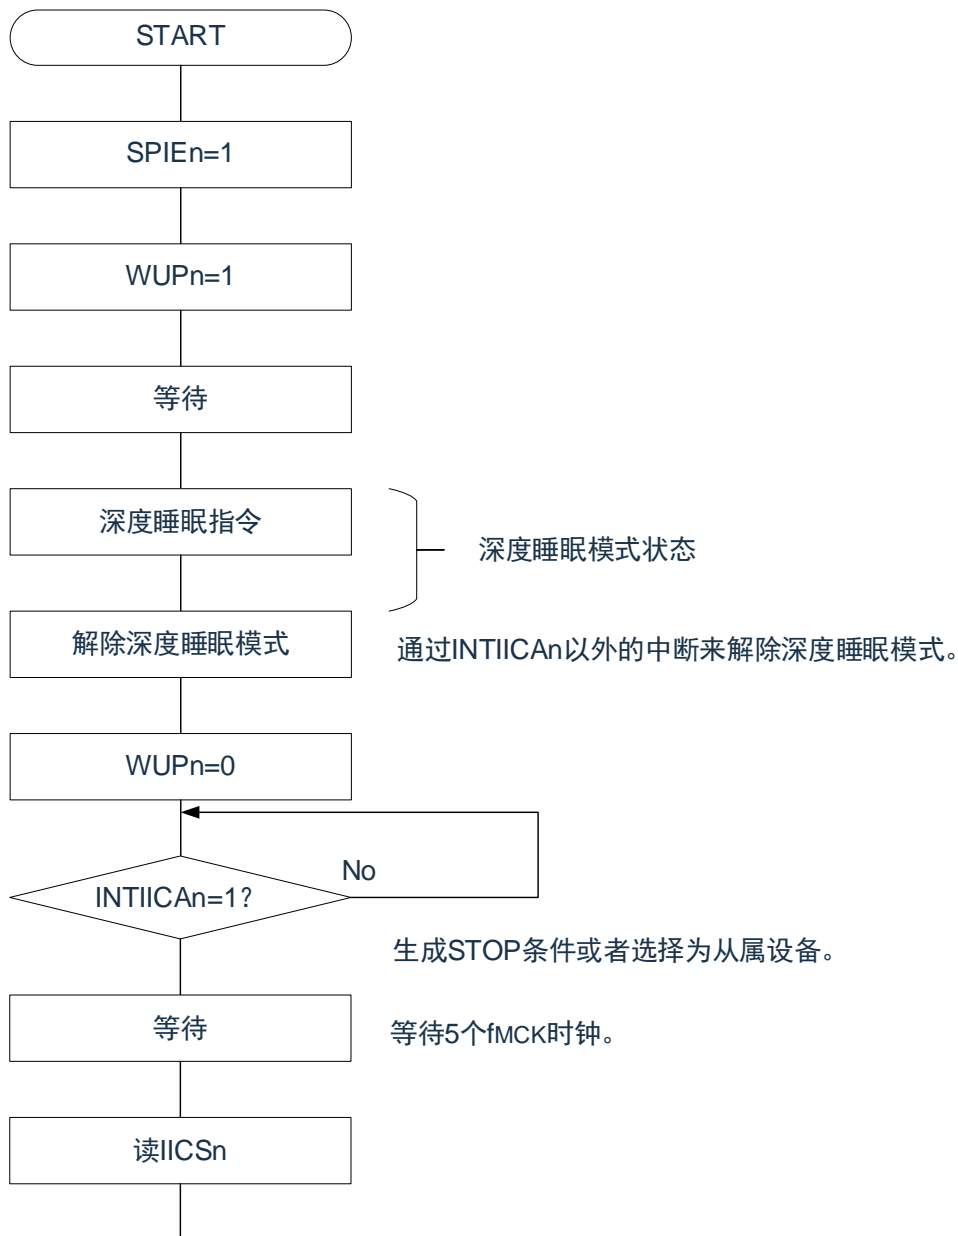 START
SPIEn=1
WUPn=1
等待
深度睡眠指令
深度睡眠模式状态
解除深度睡眠模式
通过INTIICAn以外的中断来解除深度睡眠模式。
WUPn=0
No
INTIICAn=1?
生成STOP条件或者选择为从属设备。
等待
等待5个fMCK时钟。
读IICSn